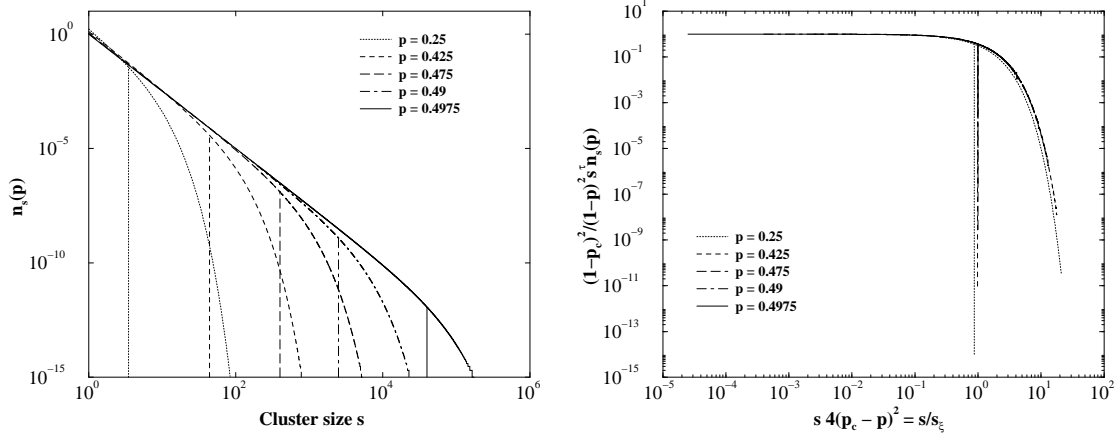 10^0
10^-5
10^-10
10^-15
n_s(p)
10^0
10^2
10^4
10^6
Cluster size s
p = 0.25
p = 0.425
p = 0.475
p = 0.49
p = 0.4975
10^1
10^-1
10^-3
10^-5
10^-7
10^-9
10^-11
10^-13
10^-15
(1−p_c)^2/(1−p)^2 s^τ n_s(p)
p = 0.25
p = 0.425
p = 0.475
p = 0.49
p = 0.4975
10^-5
10^-4
10^-3
10^-2
10^-1
10^0
10^1
10^2
s 4(p_c − p)^2 = s/s_ξ